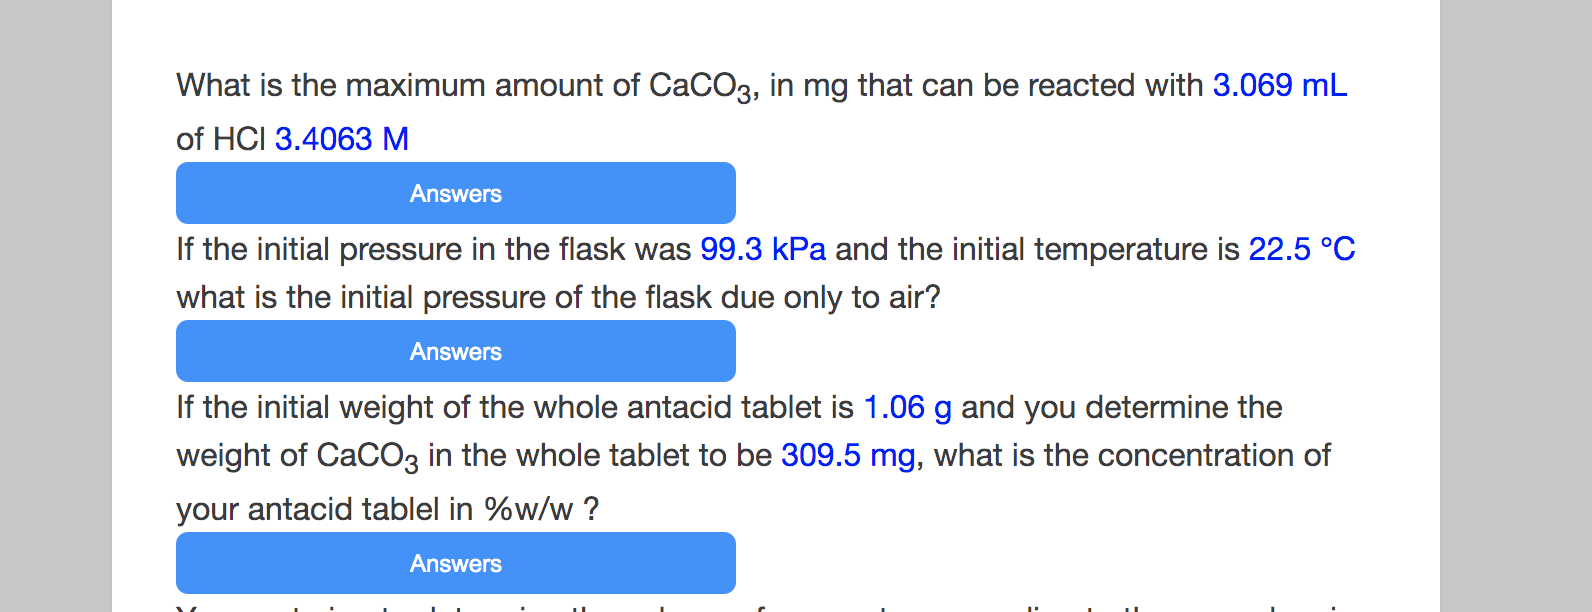 What is the maximum amount of CaCO₃, in mg that can be reacted with 3.069 mL
of HCl 3.4063 M
Answers
If the initial pressure in the flask was 99.3 kPa and the initial temperature is 22.5 °C
what is the initial pressure of the flask due only to air?
Answers
If the initial weight of the whole antacid tablet is 1.06 g and you determine the
weight of CaCO₃ in the whole tablet to be 309.5 mg, what is the concentration of
your antacid tablel in %w/w ?
Answers